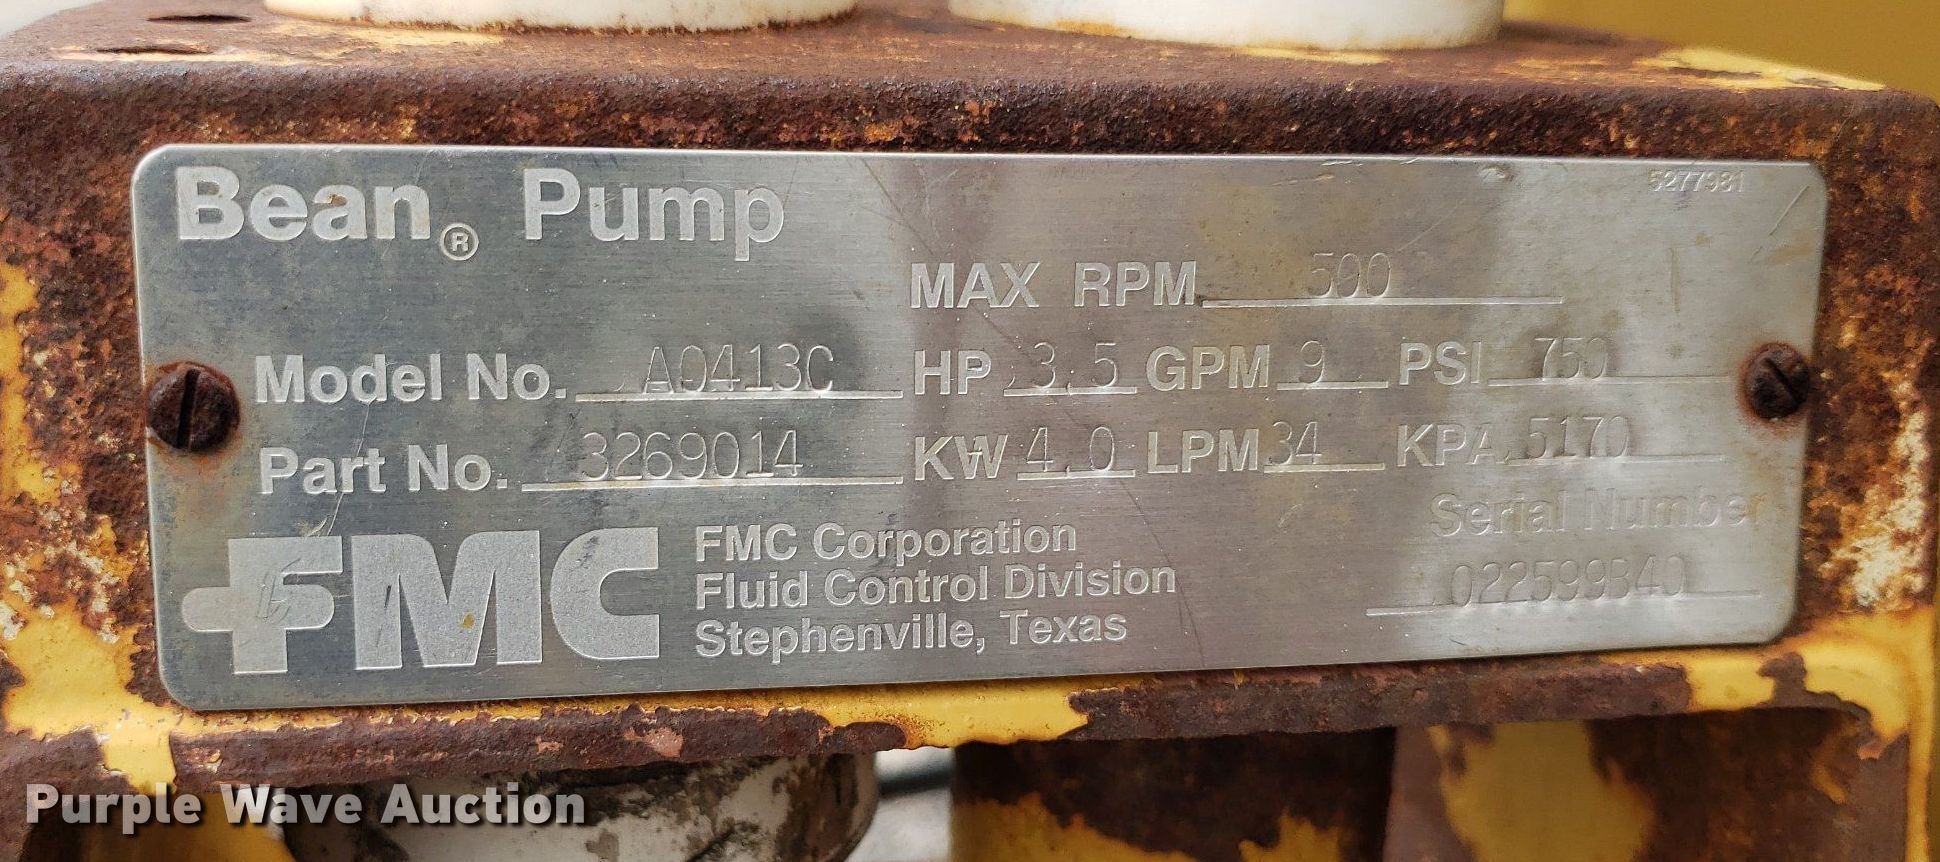 5277981
Bean® Pump
MAX RPM 500
Model No. A0413C HP 3.5 GPM 9 PSI 750
Part No. 3269014 KW 4.0 LPM 34 KPA 5170
Serial Number
022599B40
FMC
FMC Corporation
Fluid Control Division
Stephenville, Texas
Purple Wave Auction